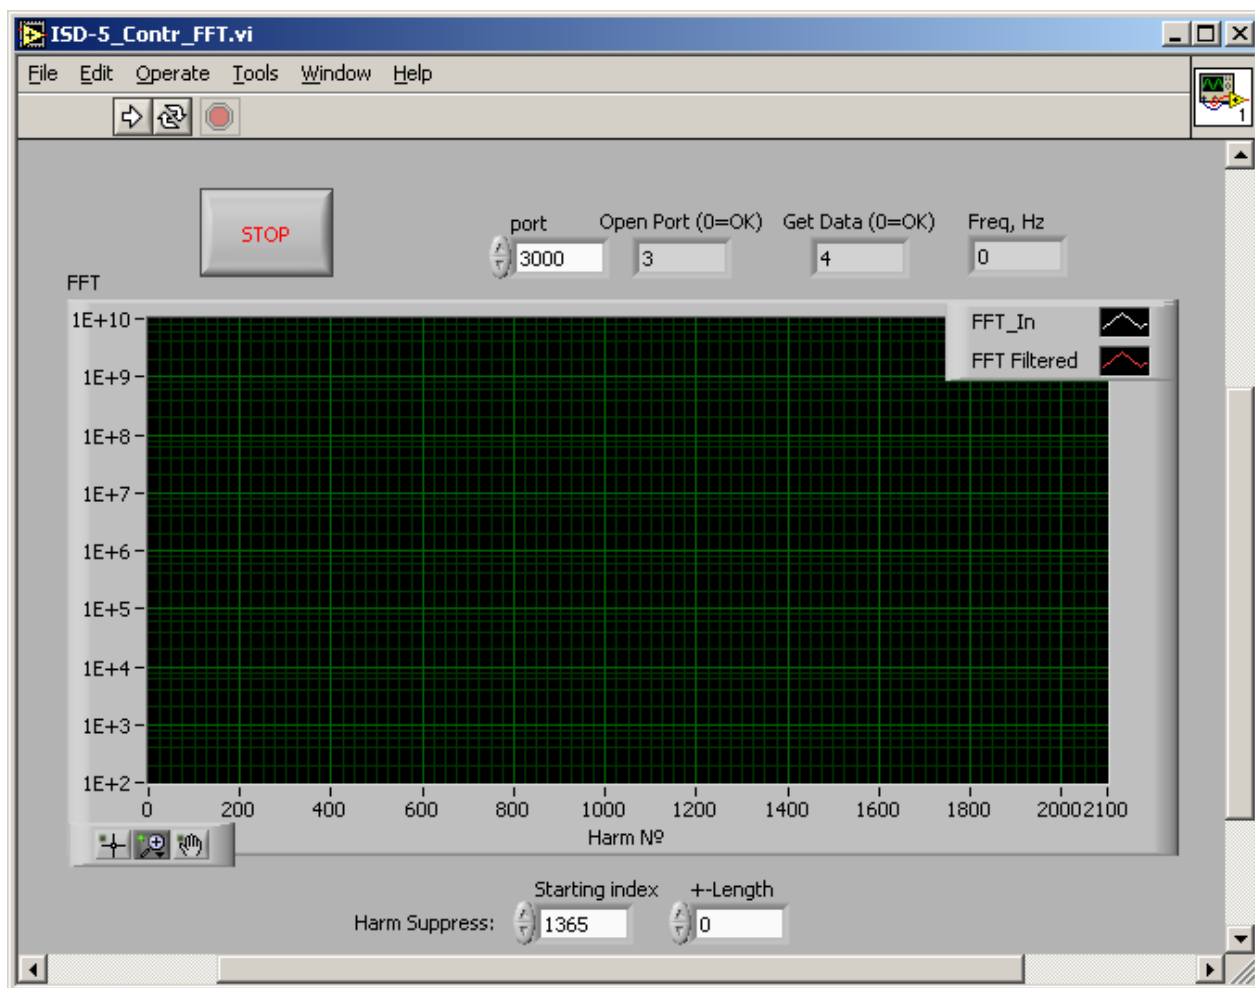 ISD-5_Contr_FFT.vi
File Edit Operate Tools Window Help
1
STOP
port Open Port (0=OK) Get Data (0=OK) Freq, Hz
3000 3 4 0
FFT
FFT_In
FFT Filtered
1E+10
1E+9
1E+8
1E+7
1E+6
1E+5
1E+4
1E+3
1E+2
0 200 400 600 800 1000 1200 1400 1600 1800 2000 2100
Harm Nº
Starting index +-Length
Harm Suppress: 1365 0